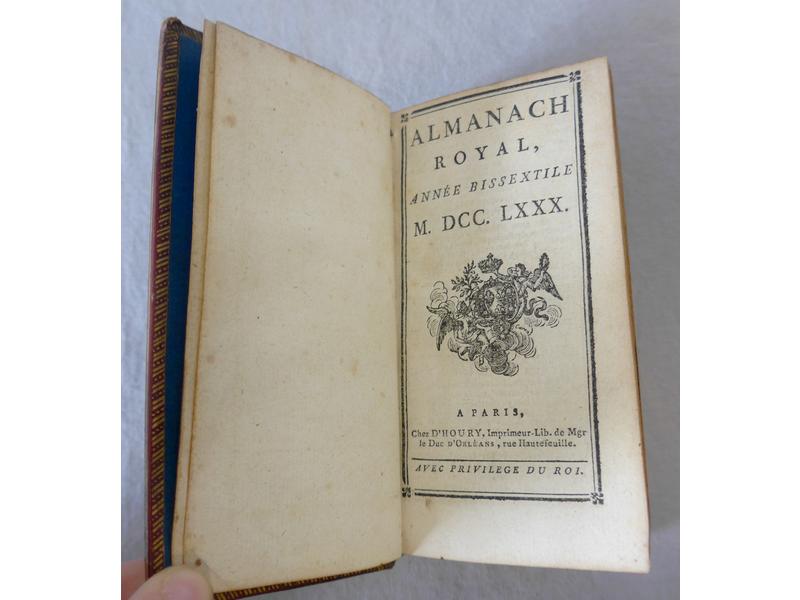 ALMANACH
ROYAL,
ANNÉE BISSEXTILE
M. DCC. LXXX.
A PARIS,
Chez D'HOURY, Imprimeur-Lib. de Mgr
le Duc D'ORLÉANS, rue Hautefeuille.
AVEC PRIVILEGE DU ROI.